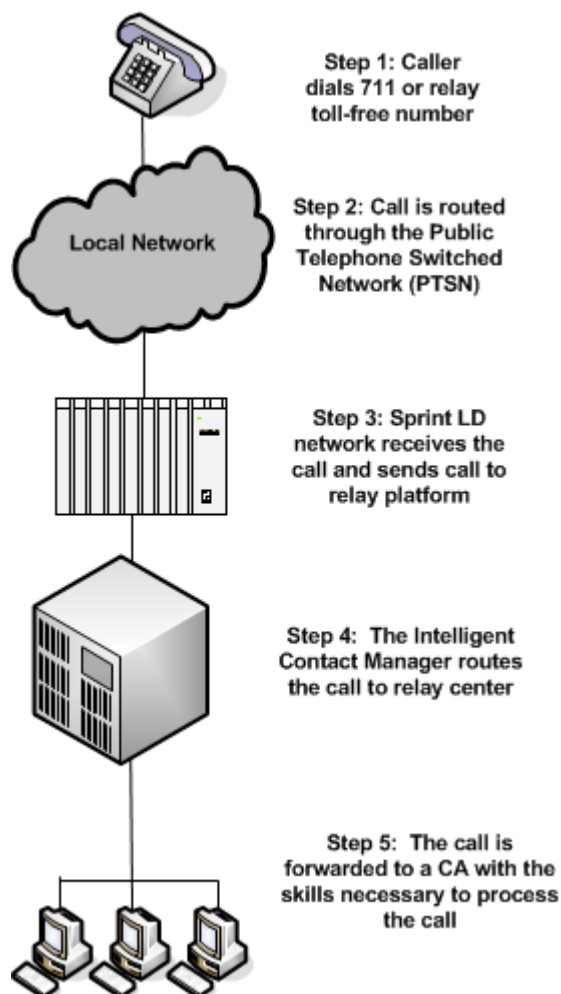 Step 1: Caller
dials 711 or relay
toll-free number
Local Network
Step 2: Call is routed
through the Public
Telephone Switched
Network (PTSN)
Step 3: Sprint LD
network receives the
call and sends call to
relay platform
Step 4:  The Intelligent
Contact Manager routes
the call to relay center
Step 5:  The call is
forwarded to a CA with the
skills necessary to process
the call